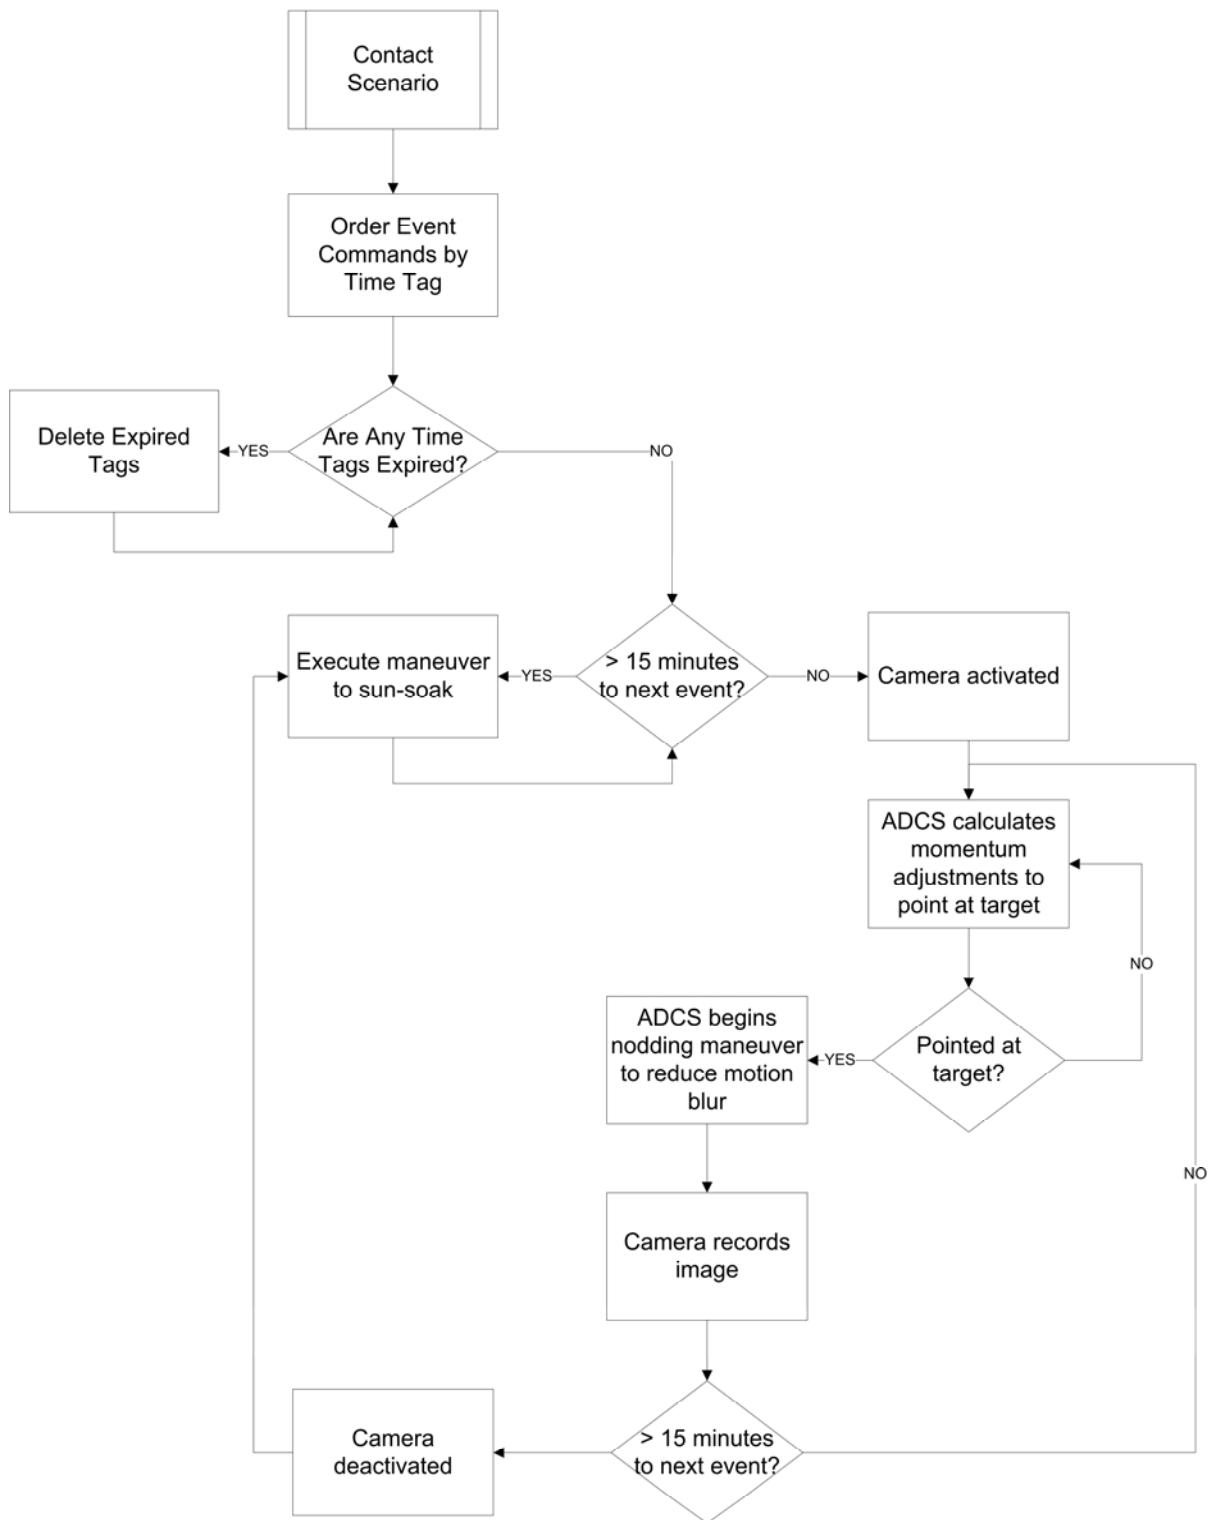 Contact
Scenario
Order Event
Commands by
Time Tag
Are Any Time
Tags Expired?
YES
Delete Expired
Tags
NO
> 15 minutes
to next event?
YES
Execute maneuver
to sun-soak
NO
Camera activated
ADCS calculates
momentum
adjustments to
point at target
NO
Pointed at
target?
YES
ADCS begins
nodding maneuver
to reduce motion
blur
Camera records
image
NO
> 15 minutes
to next event?
Camera
deactivated